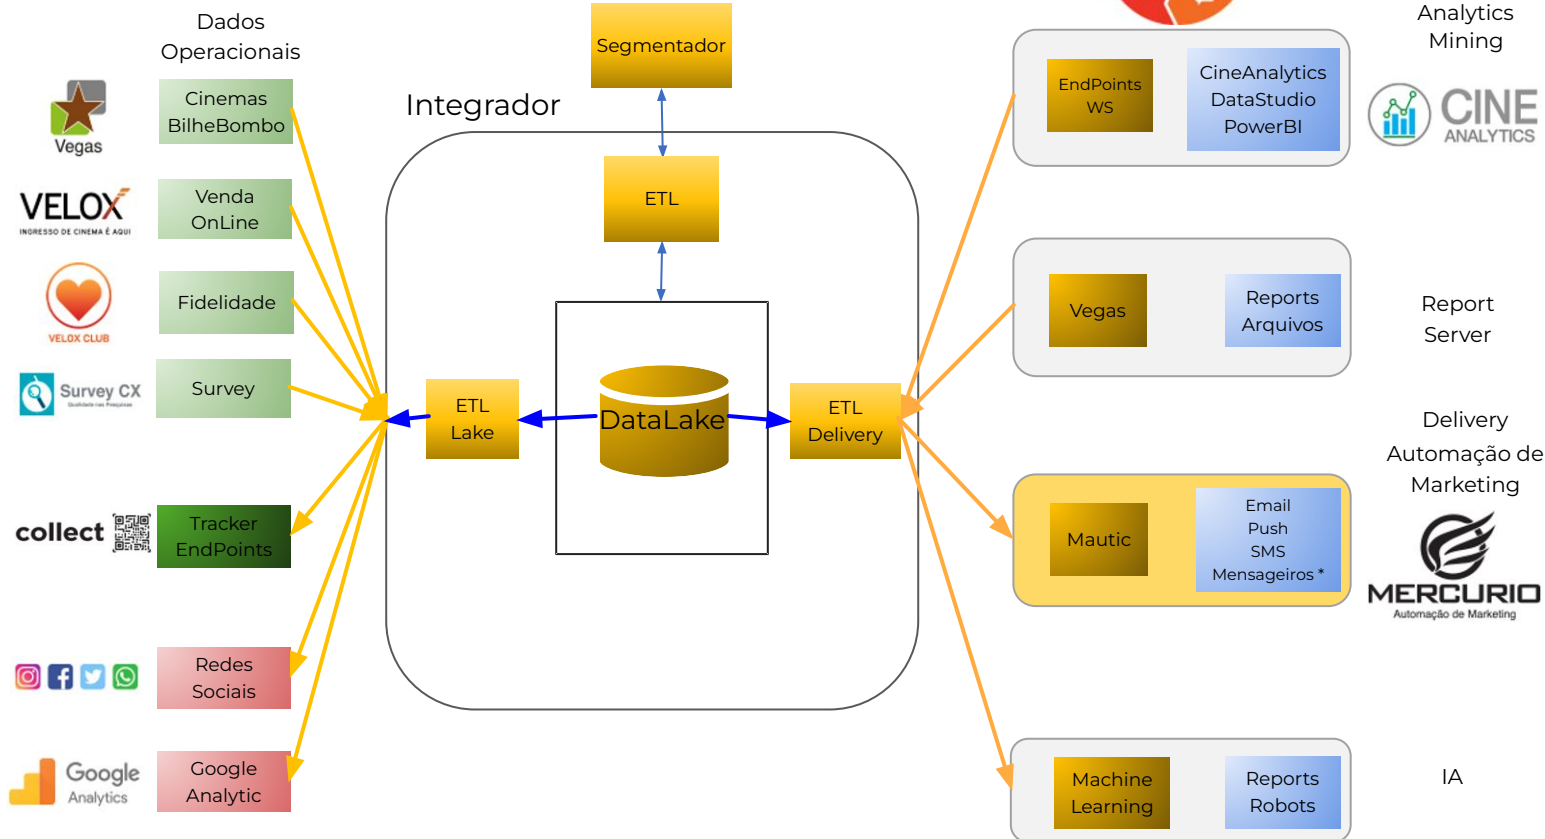 Dados
Operacionais
Vegas
Cinemas
BilheBombo
VELOX
INGRESSO DE CINEMA É AQUI
Venda
OnLine
VELOX CLUB
Fidelidade
Survey CX
Qualidade nas Pesquisas
Survey
collect
Tracker
EndPoints
Redes
Sociais
Google
Analytics
Google
Analytic
Integrador
Segmentador
ETL
ETL
Lake
DataLake
ETL
Delivery
EndPoints
WS
CineAnalytics
DataStudio
PowerBI
Analytics
Mining
CINE
ANALYTICS
Vegas
Reports
Arquivos
Report
Server
Mautic
Email
Push
SMS
Mensageiros *
Delivery
Automação de
Marketing
MERCURIO
Automação de Marketing
Machine
Learning
Reports
Robots
IA